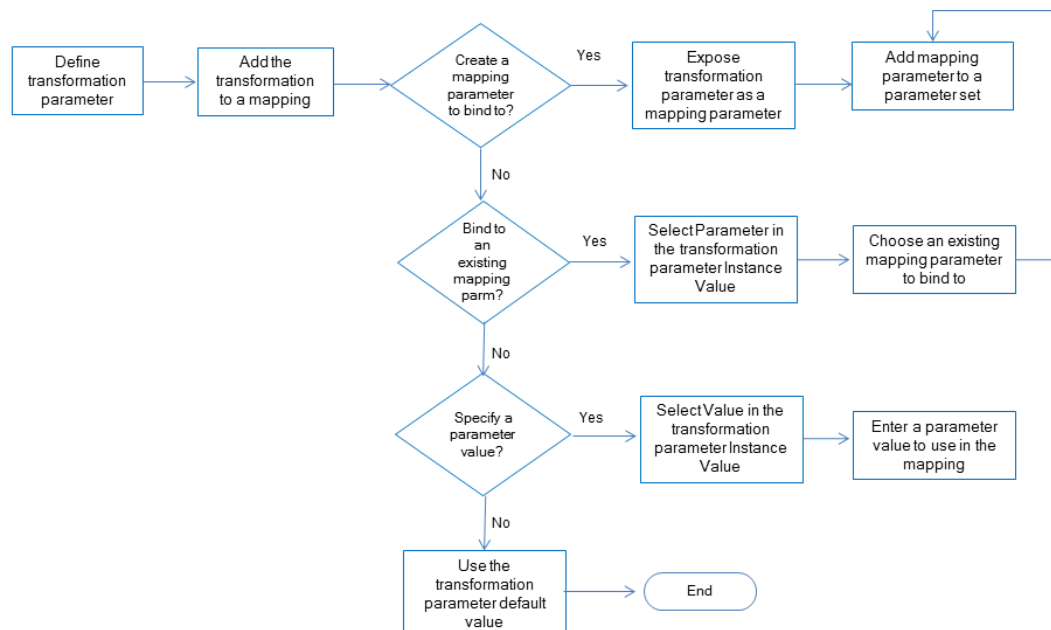 Define
transformation
parameter
Add the
transformation
to a mapping
Create a
mapping
parameter
to bind to?
Yes
Expose
transformation
parameter as a
mapping parameter
Add mapping
parameter to a
parameter set
No
Bind to
an
existing
mapping
parm?
Yes
Select Parameter in
the transformation
parameter Instance
Value
Choose an existing
mapping parameter
to bind to
No
Specify a
parameter
value?
Yes
Select Value in the
transformation
parameter Instance
Value
Enter a parameter
value to use in the
mapping
No
Use the
transformation
parameter default
value
End